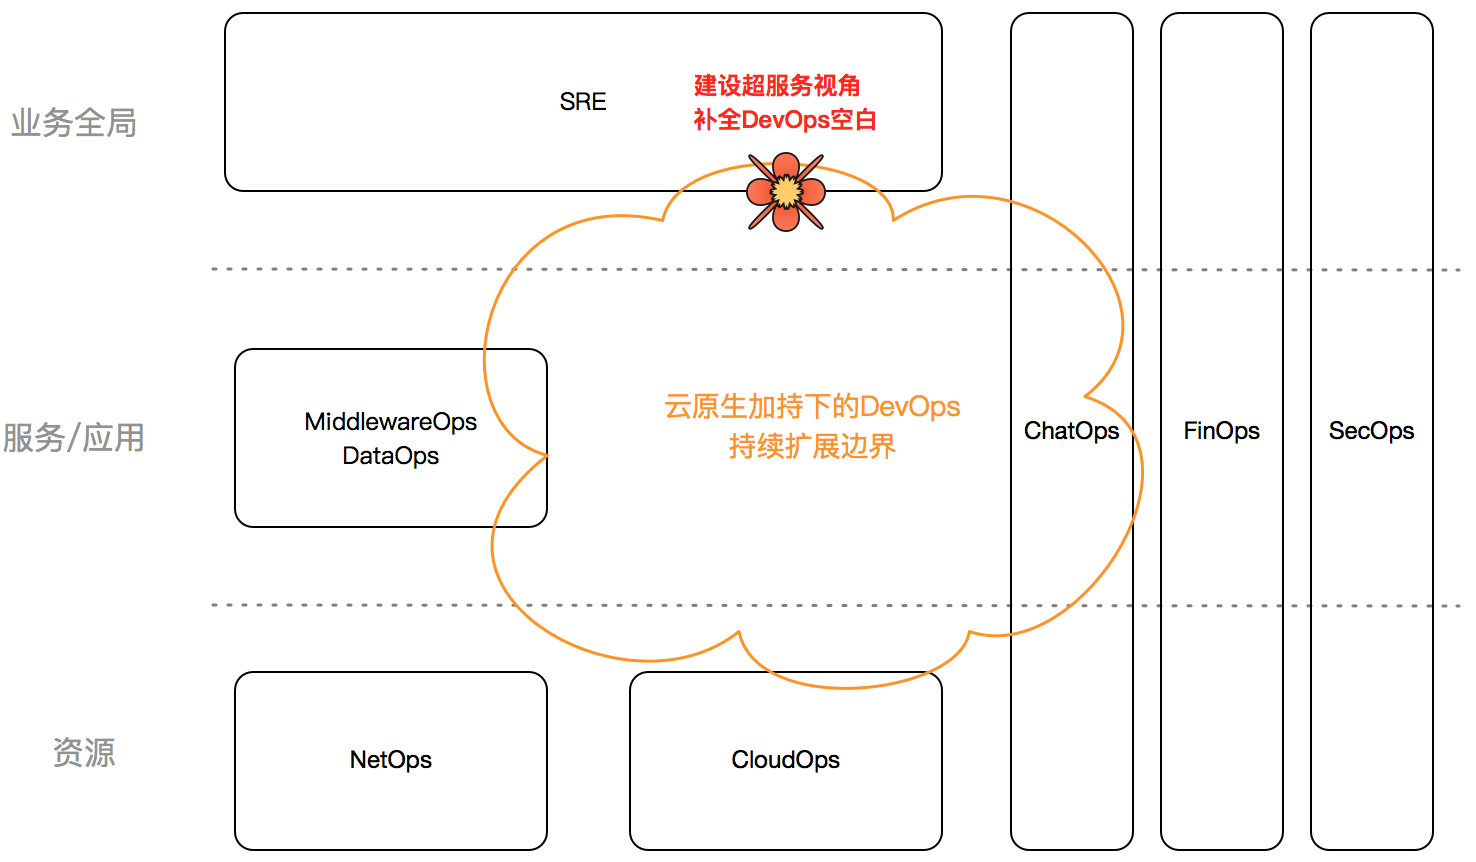 业务全局
SRE
建设超服务视角
补全DevOps空白
服务/应用
MiddlewareOps
DataOps
云原生加持下的DevOps
持续扩展边界
ChatOps
FinOps
SecOps
资源
NetOps
CloudOps